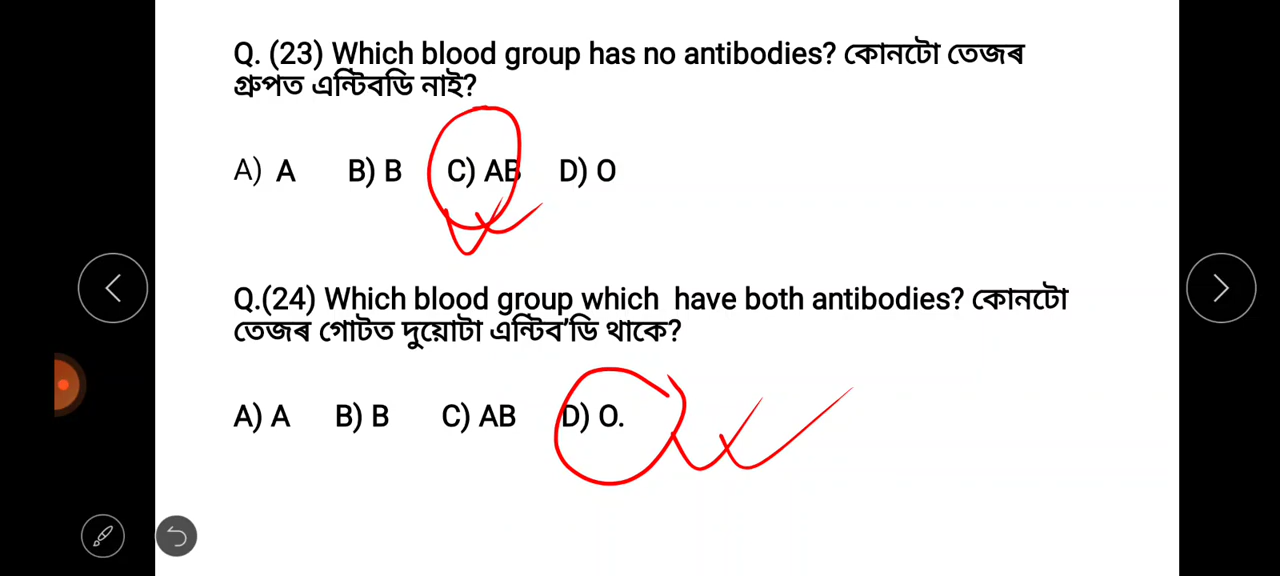 Q. (23) Which blood group has no antibodies? কোনটো তেজৰ
গ্ৰুপত এন্টিবডি নাই?
A) A B) B C) AB D) O
Q.(24) Which blood group which have both antibodies? কোনটো
তেজৰ গোটত দুয়োটা এন্টিব'ডি থাকে?
A) A B) B C) AB D) O.